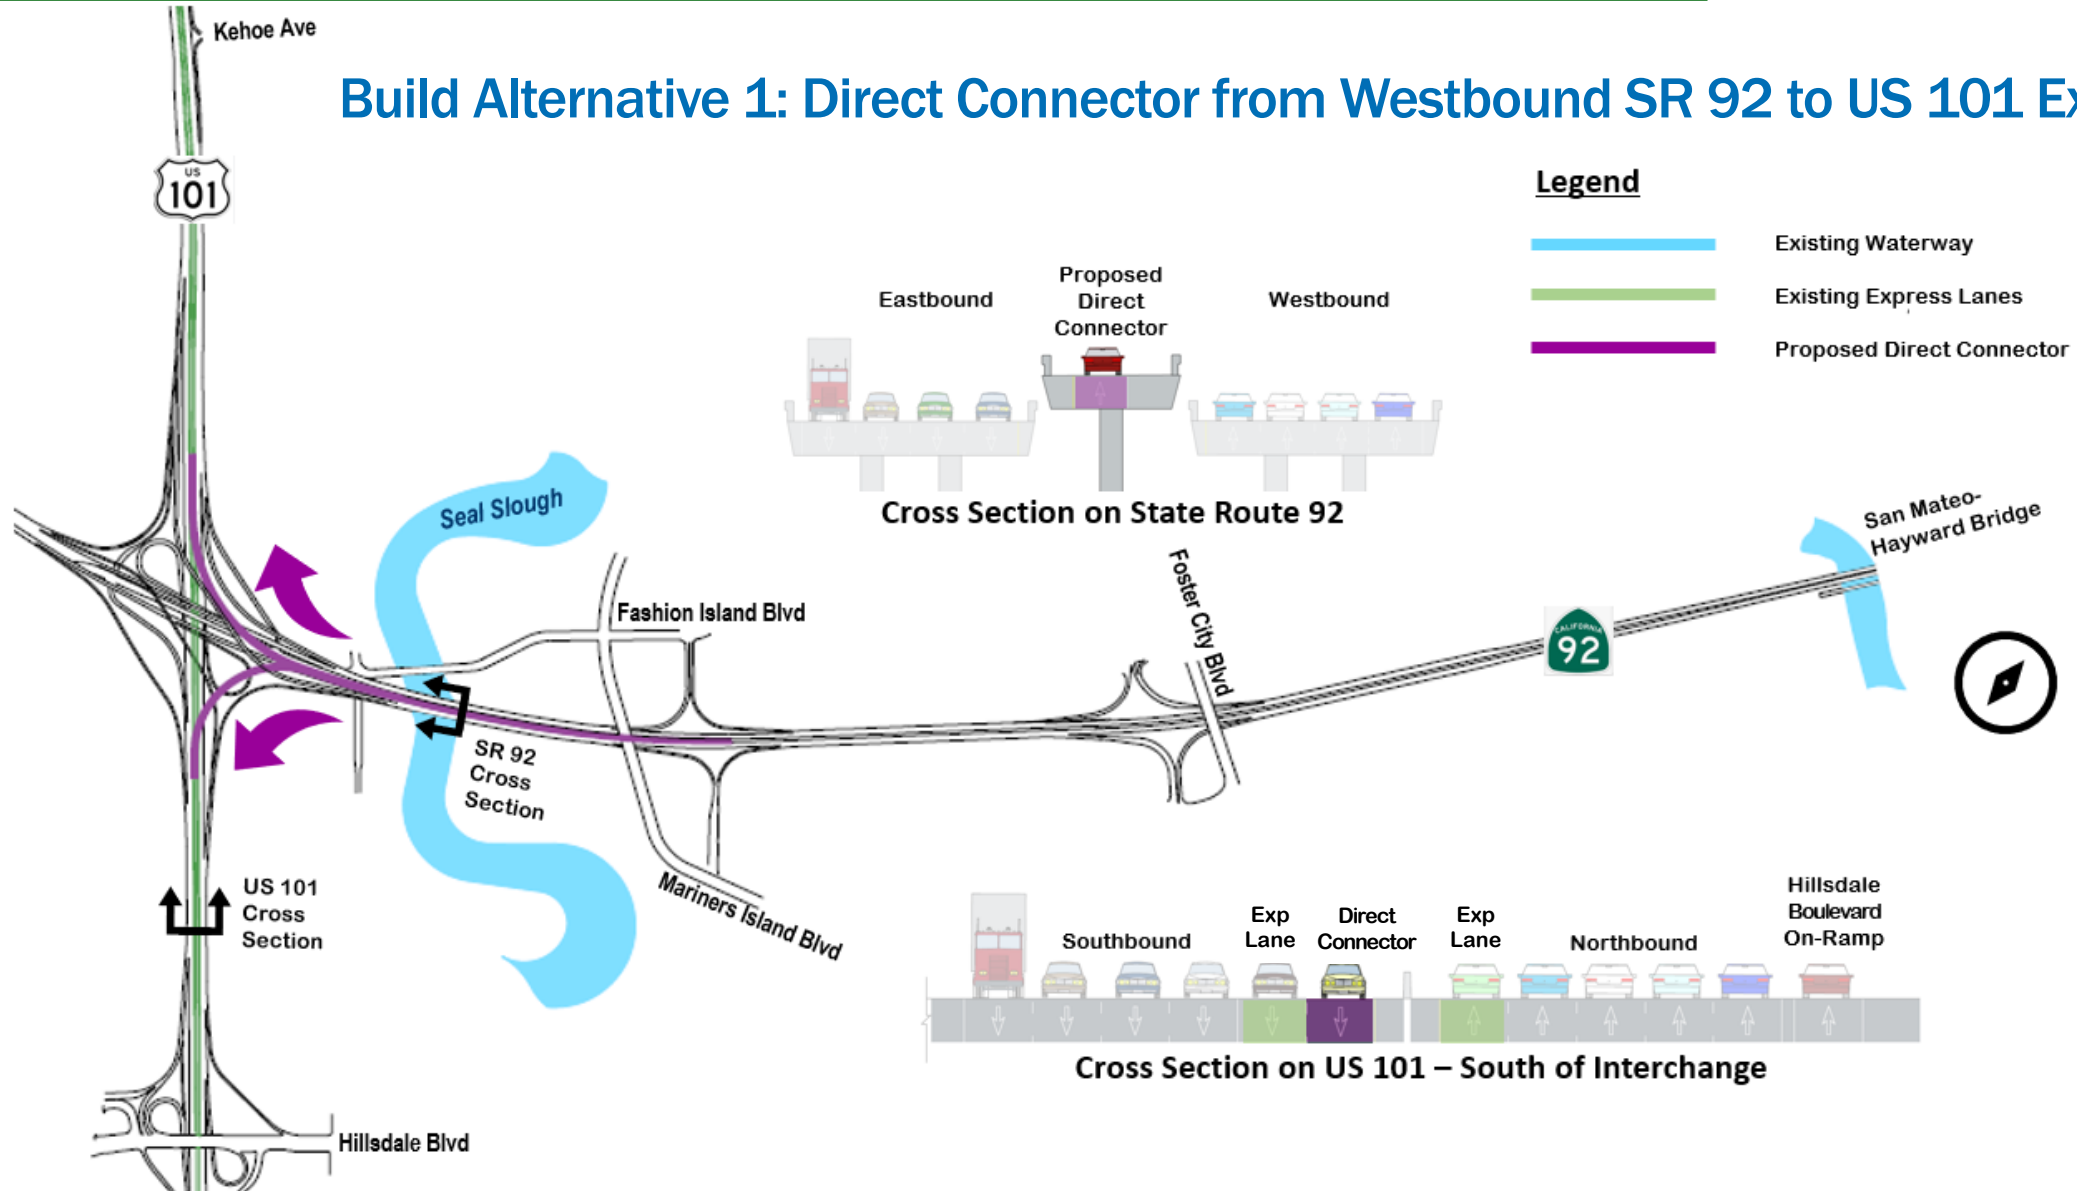 Kehoe Ave
Build Alternative 1: Direct Connector from Westbound SR 92 to US 101 Ex
US
101
Legend
Existing Waterway
Existing Express Lanes
Proposed Direct Connector
Eastbound
Proposed
Direct
Connector
Westbound
Cross Section on State Route 92
Seal Slough
San Mateo-
Hayward Bridge
Foster City Blvd
Fashion Island Blvd
CALIFORNIA
92
SR 92
Cross
Section
Mariners Island Blvd
US 101
Cross
Section
Southbound
Exp
Lane
Direct
Connector
Exp
Lane
Northbound
Hillsdale
Boulevard
On-Ramp
Cross Section on US 101 – South of Interchange
Hillsdale Blvd